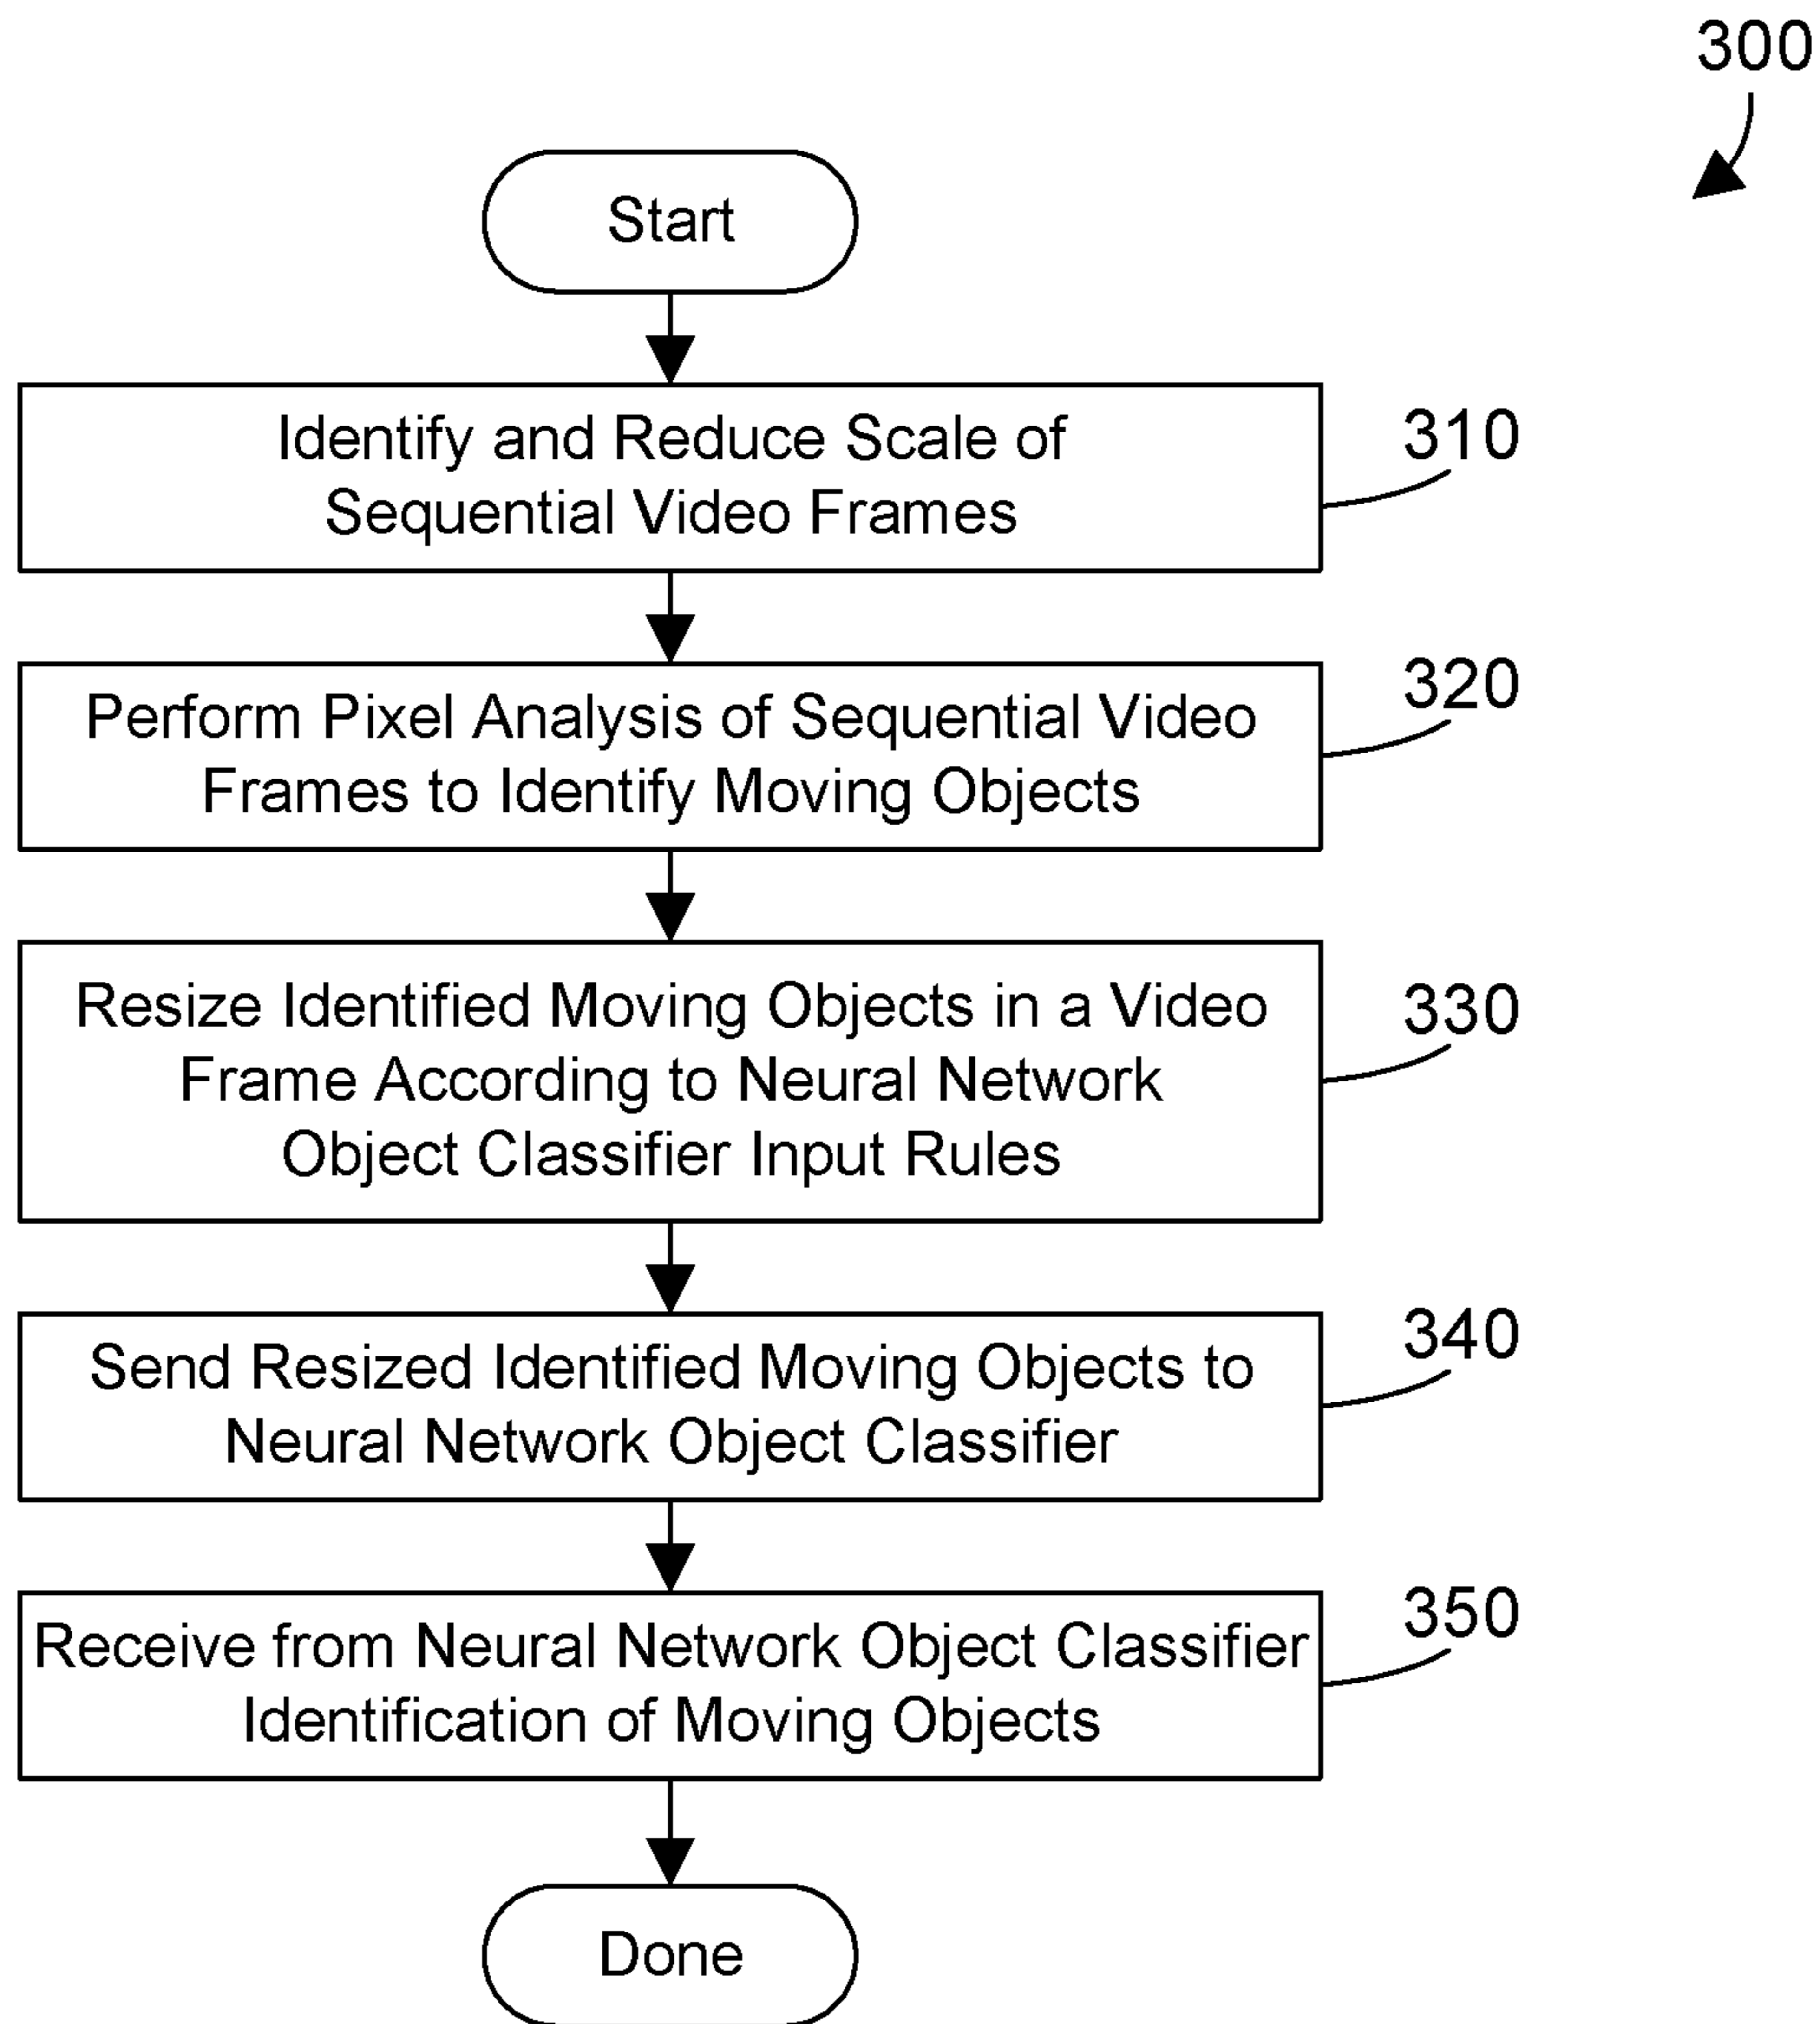 300
Start
Identify and Reduce Scale of
Sequential Video Frames
310
Perform Pixel Analysis of Sequential Video
Frames to Identify Moving Objects
320
Resize Identified Moving Objects in a Video
Frame According to Neural Network
Object Classifier Input Rules
330
Send Resized Identified Moving Objects to
Neural Network Object Classifier
340
Receive from Neural Network Object Classifier
Identification of Moving Objects
350
Done